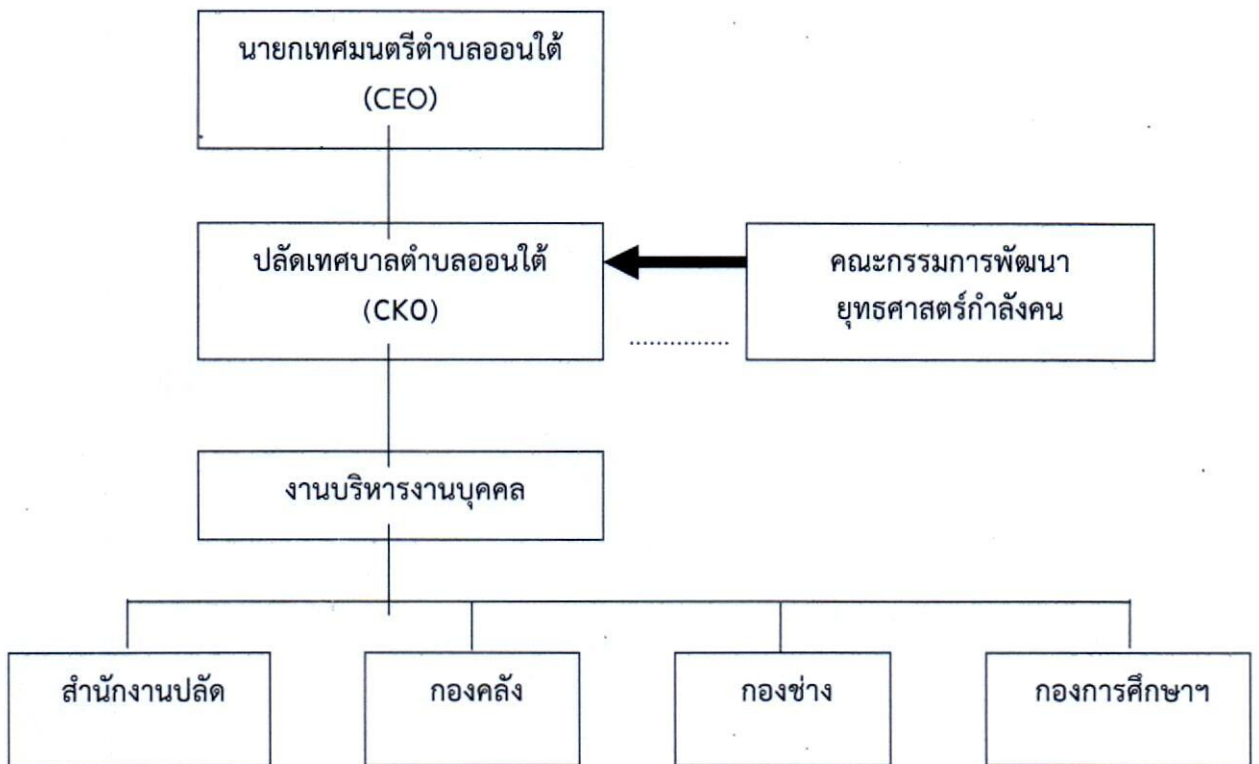 นายกเทศมนตรีตำบลออนใต้
(CEO)
ปลัดเทศบาลตำบลออนใต้
(CKO)
คณะกรรมการพัฒนา
ยุทธศาสตร์กำลังคน
...............
งานบริหารงานบุคคล
สำนักงานปลัด
กองคลัง
กองช่าง
กองการศึกษาฯ